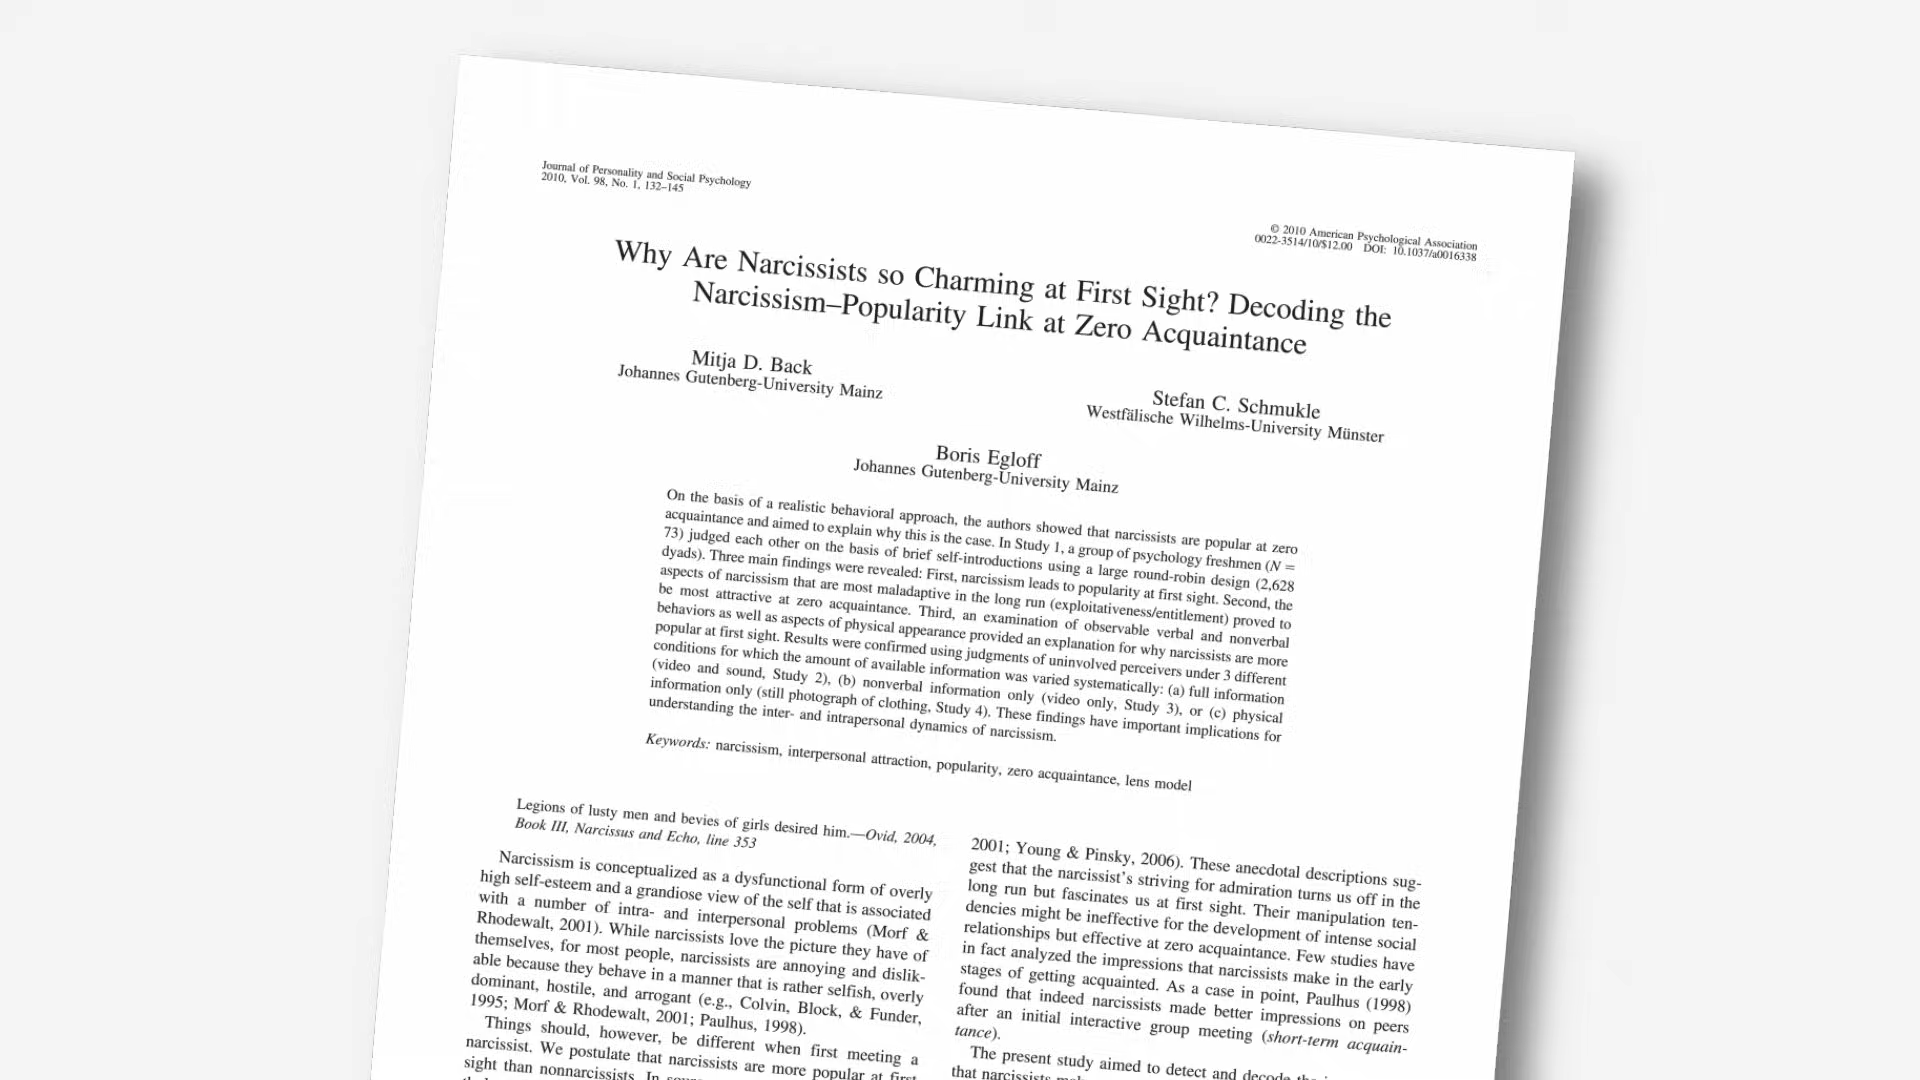 Journal of Personality and Social Psychology
2010, Vol. 98, No. 1, 132–145
© 2010 American Psychological Association
0022-3514/10/$12.00 DOI: 10.1037/a0016338
Why Are Narcissists so Charming at First Sight? Decoding the
Narcissism–Popularity Link at Zero Acquaintance
Mitja D. Back
Johannes Gutenberg-University Mainz
Stefan C. Schmukle
Westfälische Wilhelms-University Münster
Boris Egloff
Johannes Gutenberg-University Mainz
On the basis of a realistic behavioral approach, the authors showed that narcissists are popular at zero
acquaintance and aimed to explain why this is the case. In Study 1, a group of psychology freshmen (N =
73) judged each other on the basis of brief self-introductions using a large round-robin design (2,628
dyads). Three main findings were revealed: First, narcissism leads to popularity at first sight. Second, the
aspects of narcissism that are most maladaptive in the long run (exploitativeness/entitlement) proved to
be most attractive at zero acquaintance. Third, an examination of observable verbal and nonverbal
behaviors as well as aspects of physical appearance provided an explanation for why narcissists are more
popular at first sight. Results were confirmed using judgments of uninvolved perceivers under 3 different
conditions for which the amount of available information was varied systematically: (a) full information
(video and sound, Study 2), (b) nonverbal information only (video only, Study 3), or (c) physical
information only (still photograph of clothing, Study 4). These findings have important implications for
understanding the inter- and intrapersonal dynamics of narcissism.
Keywords: narcissism, interpersonal attraction, popularity, zero acquaintance, lens model
Legions of lusty men and bevies of girls desired him.—Ovid, 2004,
Book III, Narcissus and Echo, line 353
Narcissism is conceptualized as a dysfunctional form of overly
high self-esteem and a grandiose view of the self that is associated
with a number of intra- and interpersonal problems (Morf &
Rhodewalt, 2001). While narcissists love the picture they have of
themselves, for most people, narcissists are annoying and dislik-
able because they behave in a manner that is rather selfish, overly
dominant, hostile, and arrogant (e.g., Colvin, Block, & Funder,
1995; Morf & Rhodewalt, 2001; Paulhus, 1998).
Things should, however, be different when first meeting a
narcissist. We postulate that narcissists are more popular at first
sight than nonnarcissists. In
2001; Young & Pinsky, 2006). These anecdotal descriptions sug-
gest that the narcissist's striving for admiration turns us off in the
long run but fascinates us at first sight. Their manipulation ten-
dencies might be ineffective for the development of intense social
relationships but effective at zero acquaintance. Few studies have
in fact analyzed the impressions that narcissists make in the early
stages of getting acquainted. As a case in point, Paulhus (1998)
found that indeed narcissists made better impressions on peers
after an initial interactive group meeting (short-term acquain-
tance).
The present study aimed to detect and decode the
that narcissists